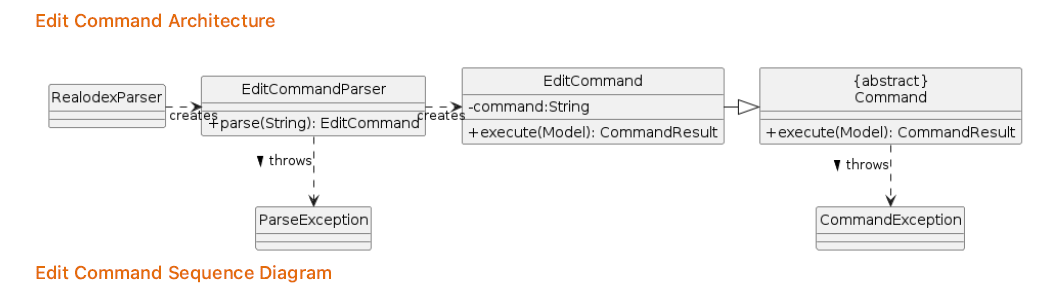 Edit Command Architecture
RealodexParser
creates
EditCommandParser
+parse(String): EditCommand
creates
EditCommand
-command:String
+execute(Model): CommandResult
{abstract}
Command
+execute(Model): CommandResult
throws
throws
ParseException
CommandException
Edit Command Sequence Diagram